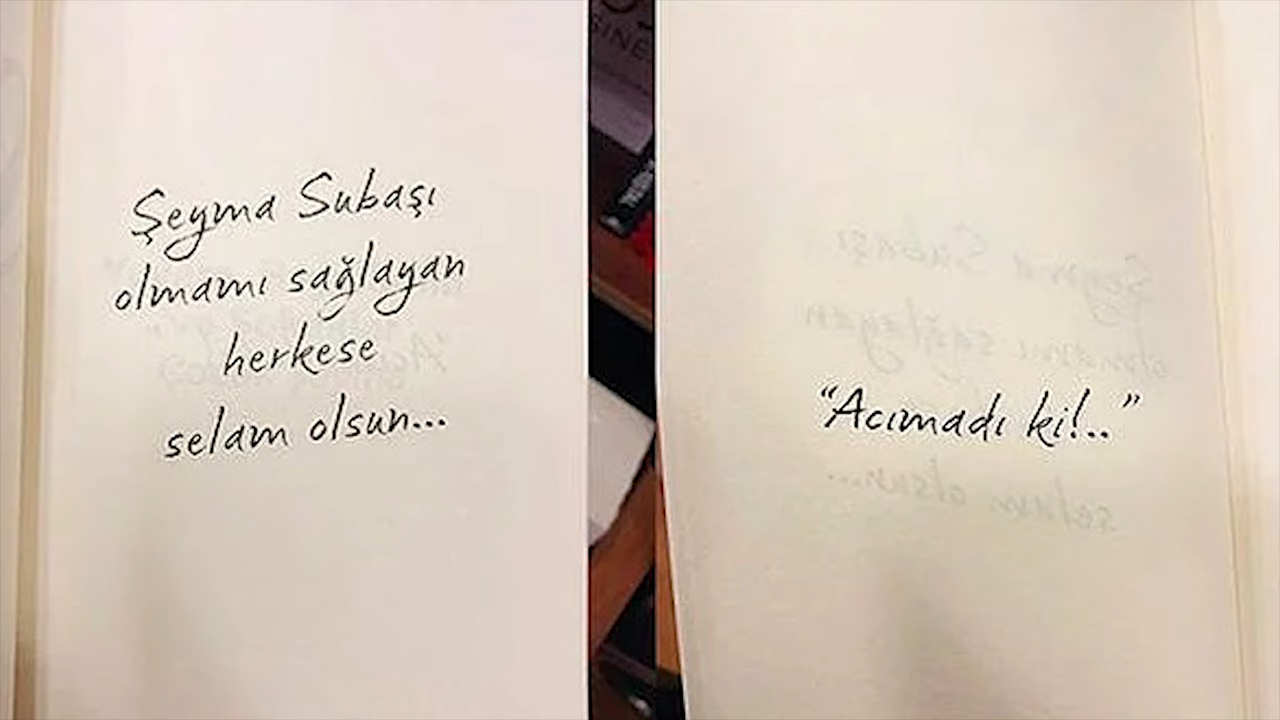 Şeyma Subaşı
olmamı sağlayan
herkese
selam olsun...
“Acımadı ki!..”